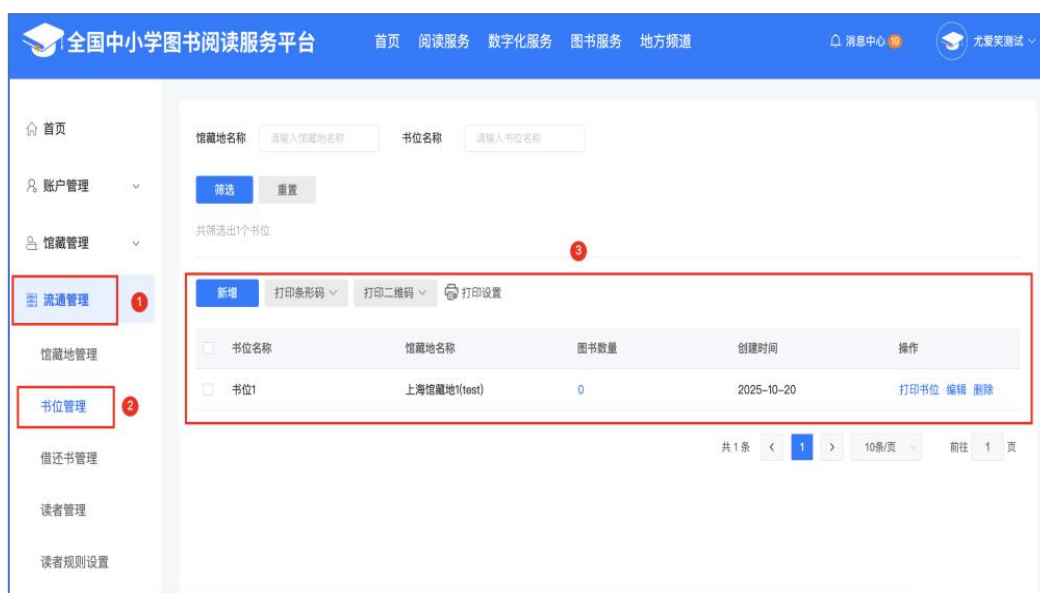 全国中小学图书阅读服务平台 首页 阅读服务 数字化服务 图书服务 地方频道 消息中心 19 尤爱笑测试
首页
账户管理
馆藏管理
流通管理 1
馆藏地管理
书位管理 2
借还书管理
读者管理
读者规则设置
馆藏地名称 请输入馆藏地名称 书位名称 请输入书位名称
筛选 重置
共筛选出1个书位
3
新增 打印条形码 打印二维码 打印设置
书位名称 馆藏地名称 图书数量 创建时间 操作
书位1 上海馆藏地1(test) 0 2025-10-20 打印书位 编辑 删除
共1条 < 1 > 10条/页 前往 1 页